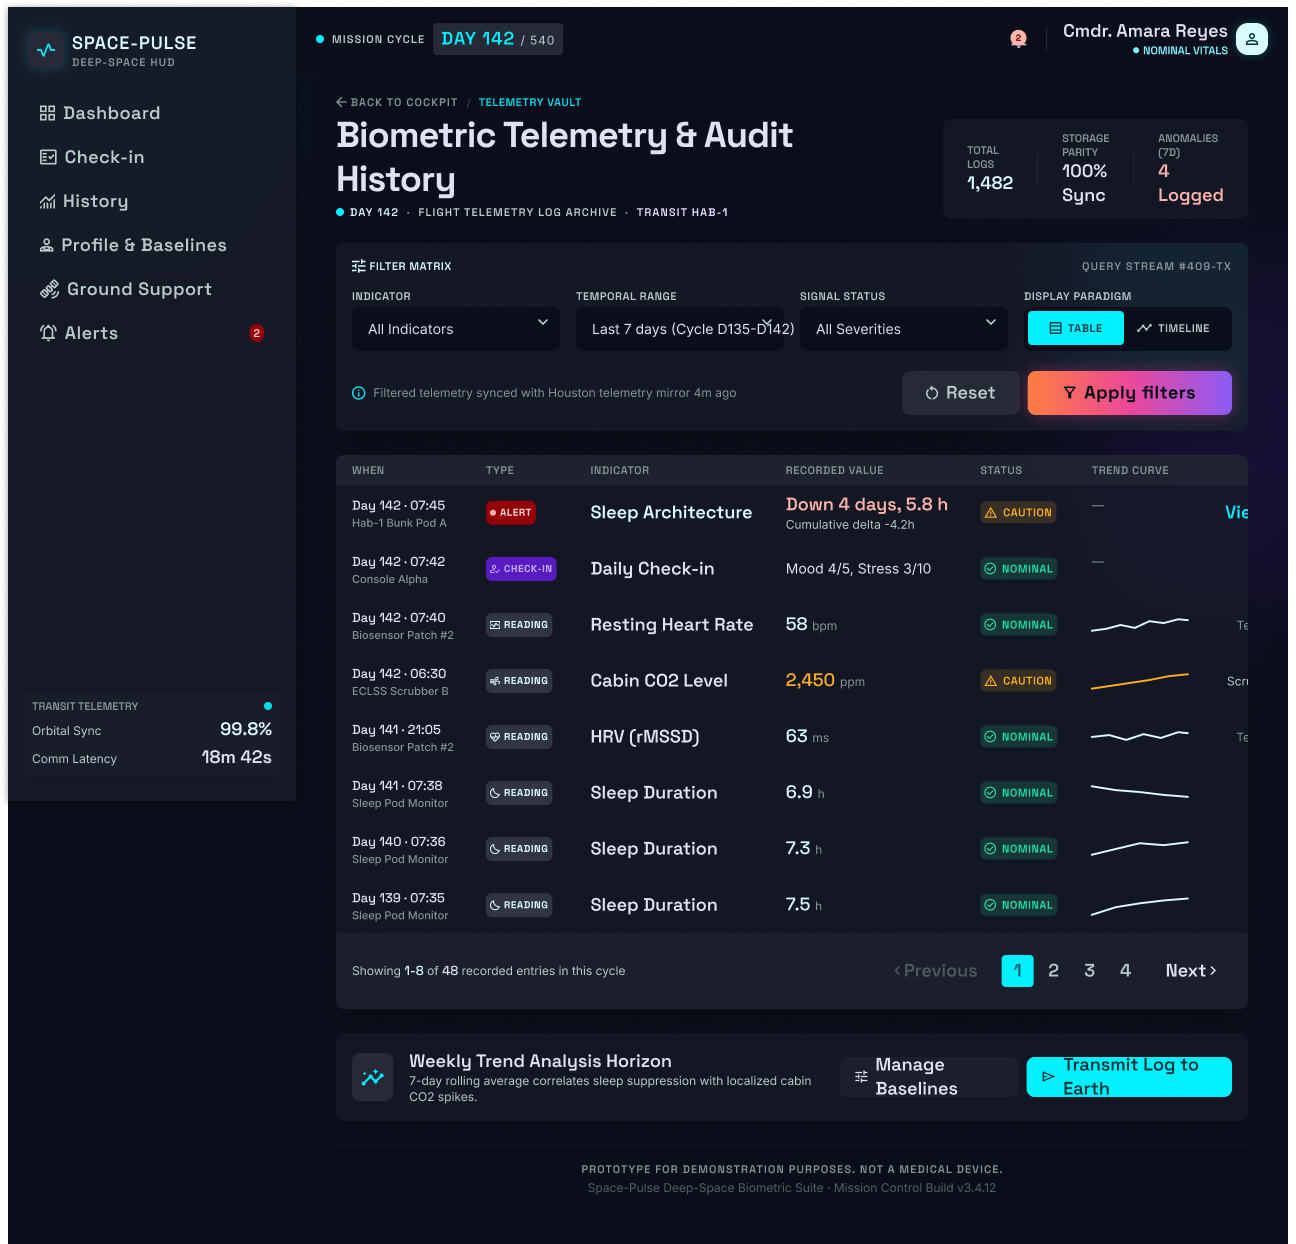 SPACE-PULSE
DEEP-SPACE HUD
Dashboard
Check-in
History
Profile & Baselines
Ground Support
Alerts
2
TRANSIT TELEMETRY
Orbital Sync 99.8%
Comm Latency 18m 42s
MISSION CYCLE DAY 142 / 540
2
Cmdr. Amara Reyes
NOMINAL VITALS
BACK TO COCKPIT / TELEMETRY VAULT
Biometric Telemetry & Audit
History
DAY 142 · FLIGHT TELEMETRY LOG ARCHIVE · TRANSIT HAB-1
TOTAL
LOGS
1,482
STORAGE
PARITY
100%
Sync
ANOMALIES
(7D)
4
Logged
FILTER MATRIX
QUERY STREAM #409-TX
INDICATOR
All Indicators
TEMPORAL RANGE
Last 7 days (Cycle D135-D142)
SIGNAL STATUS
All Severities
DISPLAY PARADIGM
TABLE
TIMELINE
Filtered telemetry synced with Houston telemetry mirror 4m ago
Reset
Apply filters
WHEN TYPE INDICATOR RECORDED VALUE STATUS TREND CURVE
Day 142 · 07:45
Hab-1 Bunk Pod A
ALERT
Sleep Architecture
Down 4 days, 5.8 h
Cumulative delta -4.2h
CAUTION
—
Vie
Day 142 · 07:42
Console Alpha
CHECK-IN
Daily Check-in
Mood 4/5, Stress 3/10
NOMINAL
—
Day 142 · 07:40
Biosensor Patch #2
READING
Resting Heart Rate
58 bpm
NOMINAL
Te
Day 142 · 06:30
ECLSS Scrubber B
READING
Cabin CO2 Level
2,450 ppm
CAUTION
Scru
Day 141 · 21:05
Biosensor Patch #2
READING
HRV (rMSSD)
63 ms
NOMINAL
Te
Day 141 · 07:38
Sleep Pod Monitor
READING
Sleep Duration
6.9 h
NOMINAL
Day 140 · 07:36
Sleep Pod Monitor
READING
Sleep Duration
7.3 h
NOMINAL
Day 139 · 07:35
Sleep Pod Monitor
READING
Sleep Duration
7.5 h
NOMINAL
Showing 1-8 of 48 recorded entries in this cycle
Previous 1 2 3 4 Next
Weekly Trend Analysis Horizon
7-day rolling average correlates sleep suppression with localized cabin
CO2 spikes.
Manage
Baselines
Transmit Log to
Earth
PROTOTYPE FOR DEMONSTRATION PURPOSES. NOT A MEDICAL DEVICE.
Space-Pulse Deep-Space Biometric Suite · Mission Control Build v3.4.12